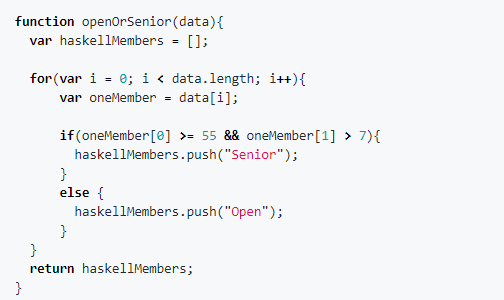 function openOrSenior(data){
  var haskellMembers = [];

  for(var i = 0; i < data.length; i++){
      var oneMember = data[i];

      if(oneMember[0] >= 55 && oneMember[1] > 7){
        haskellMembers.push("Senior");
      }
      else {
        haskellMembers.push("Open");
      }
  }
  return haskellMembers;
}